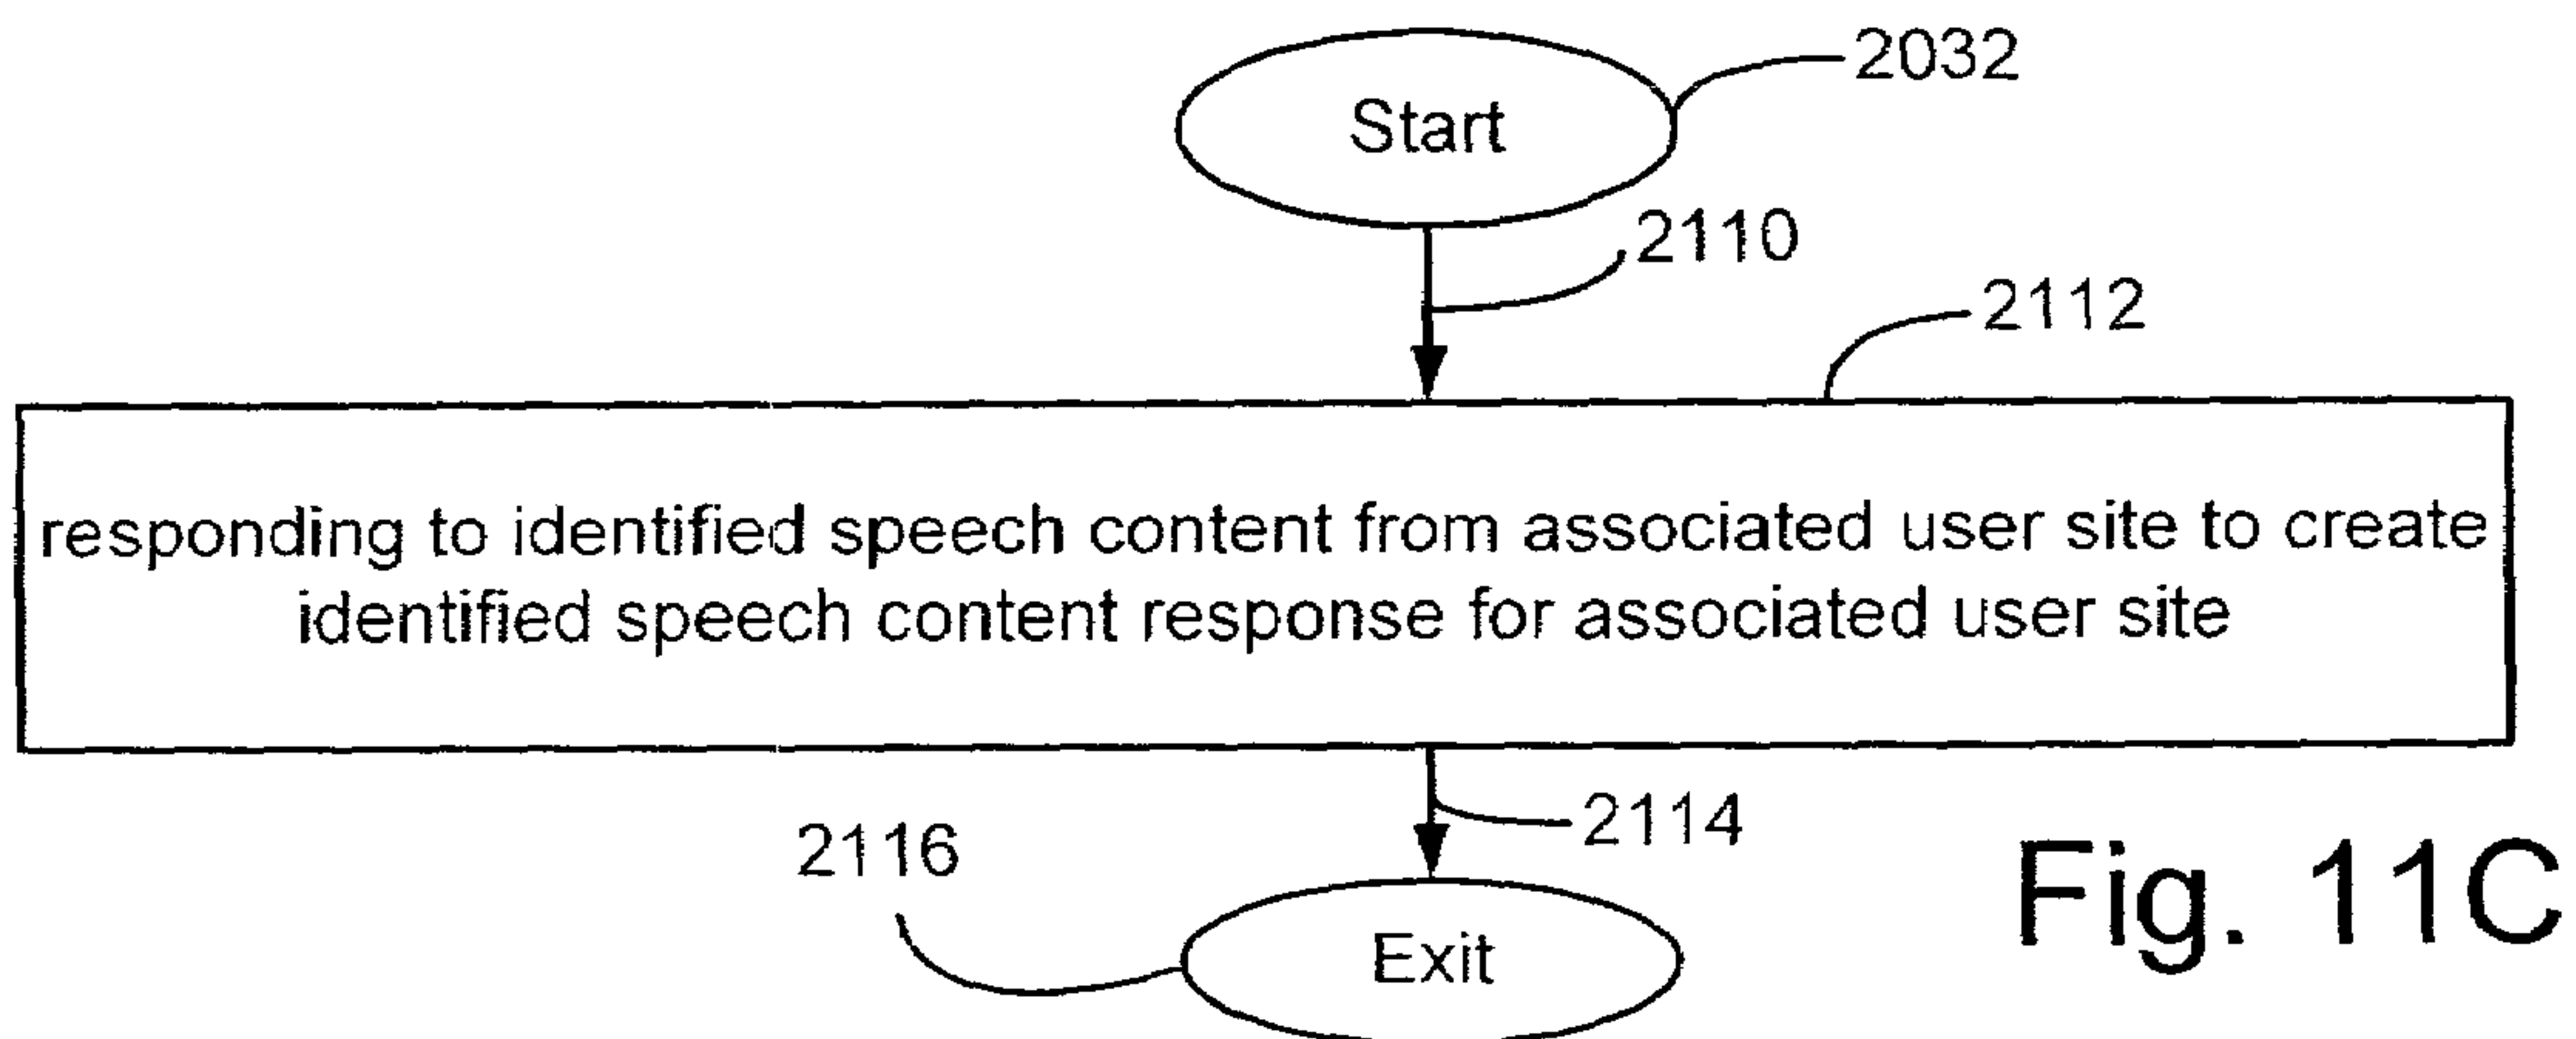 Start
2032
2110
2112
responding to identified speech content from associated user site to create
identified speech content response for associated user site
2114
2116
Exit
Fig. 11C